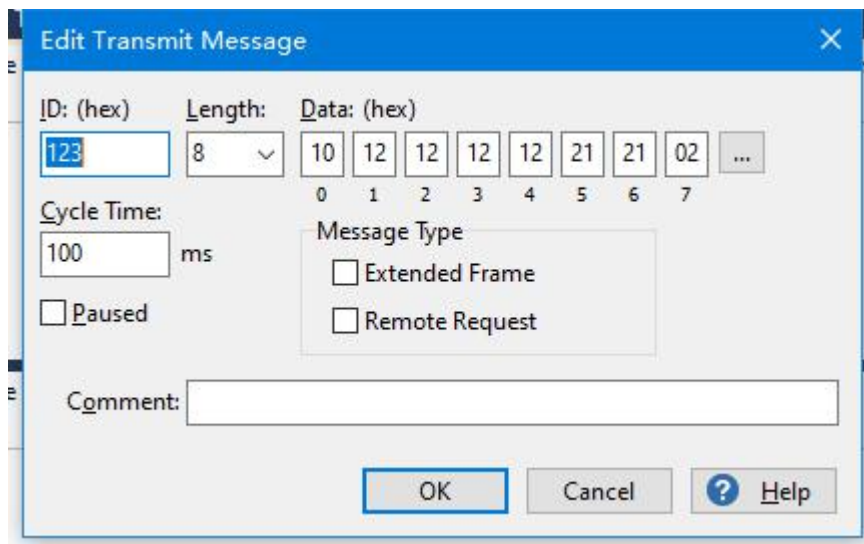 Edit Transmit Message
ID: (hex) Length: Data: (hex)
123 8 10 12 12 12 12 21 21 02 ...
0 1 2 3 4 5 6 7
Cycle Time:
100 ms
Message Type
Extended Frame
Paused
Remote Request
Comment:
OK Cancel Help